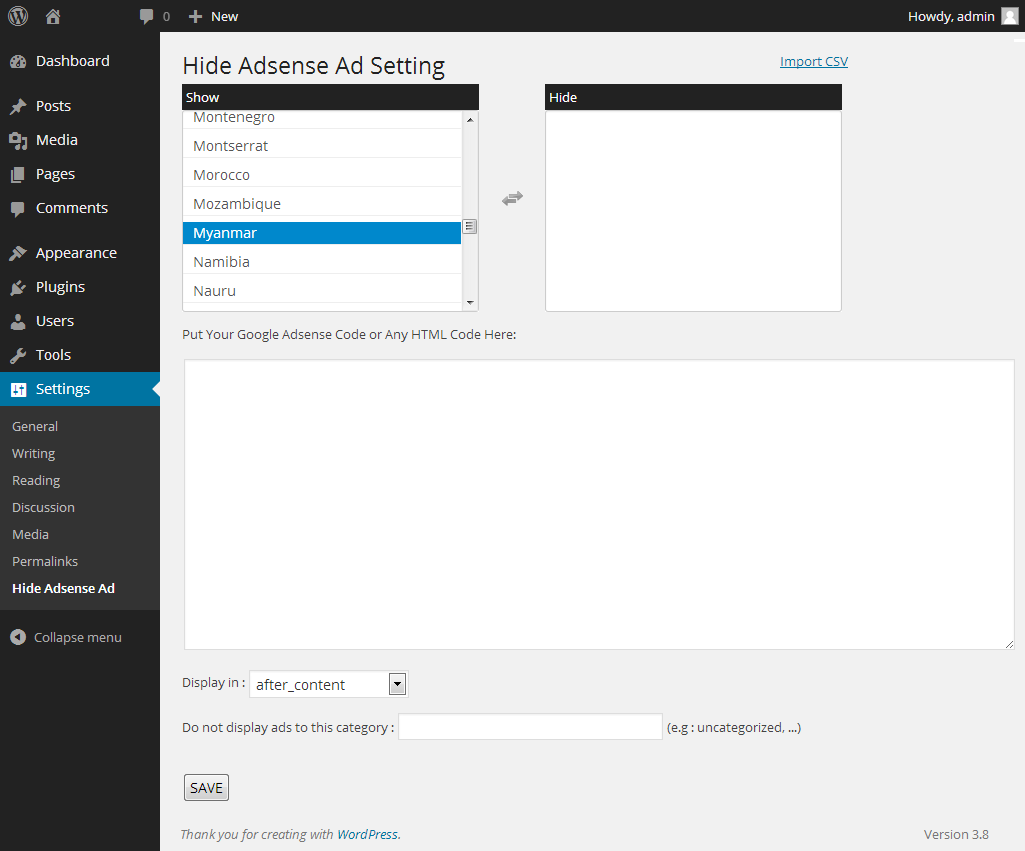 0 New Howdy, admin
Dashboard
Posts
Media
Pages
Comments
Appearance
Plugins
Users
Tools
Settings
General
Writing
Reading
Discussion
Media
Permalinks
Hide Adsense Ad
Collapse menu
Hide Adsense Ad Setting
Import CSV
Show
Montenegro
Montserrat
Morocco
Mozambique
Myanmar
Namibia
Nauru
Hide
Put Your Google Adsense Code or Any HTML Code Here:
Display in : after_content
Do not display ads to this category : (e.g : uncategorized, ...)
SAVE
Thank you for creating with WordPress.
Version 3.8